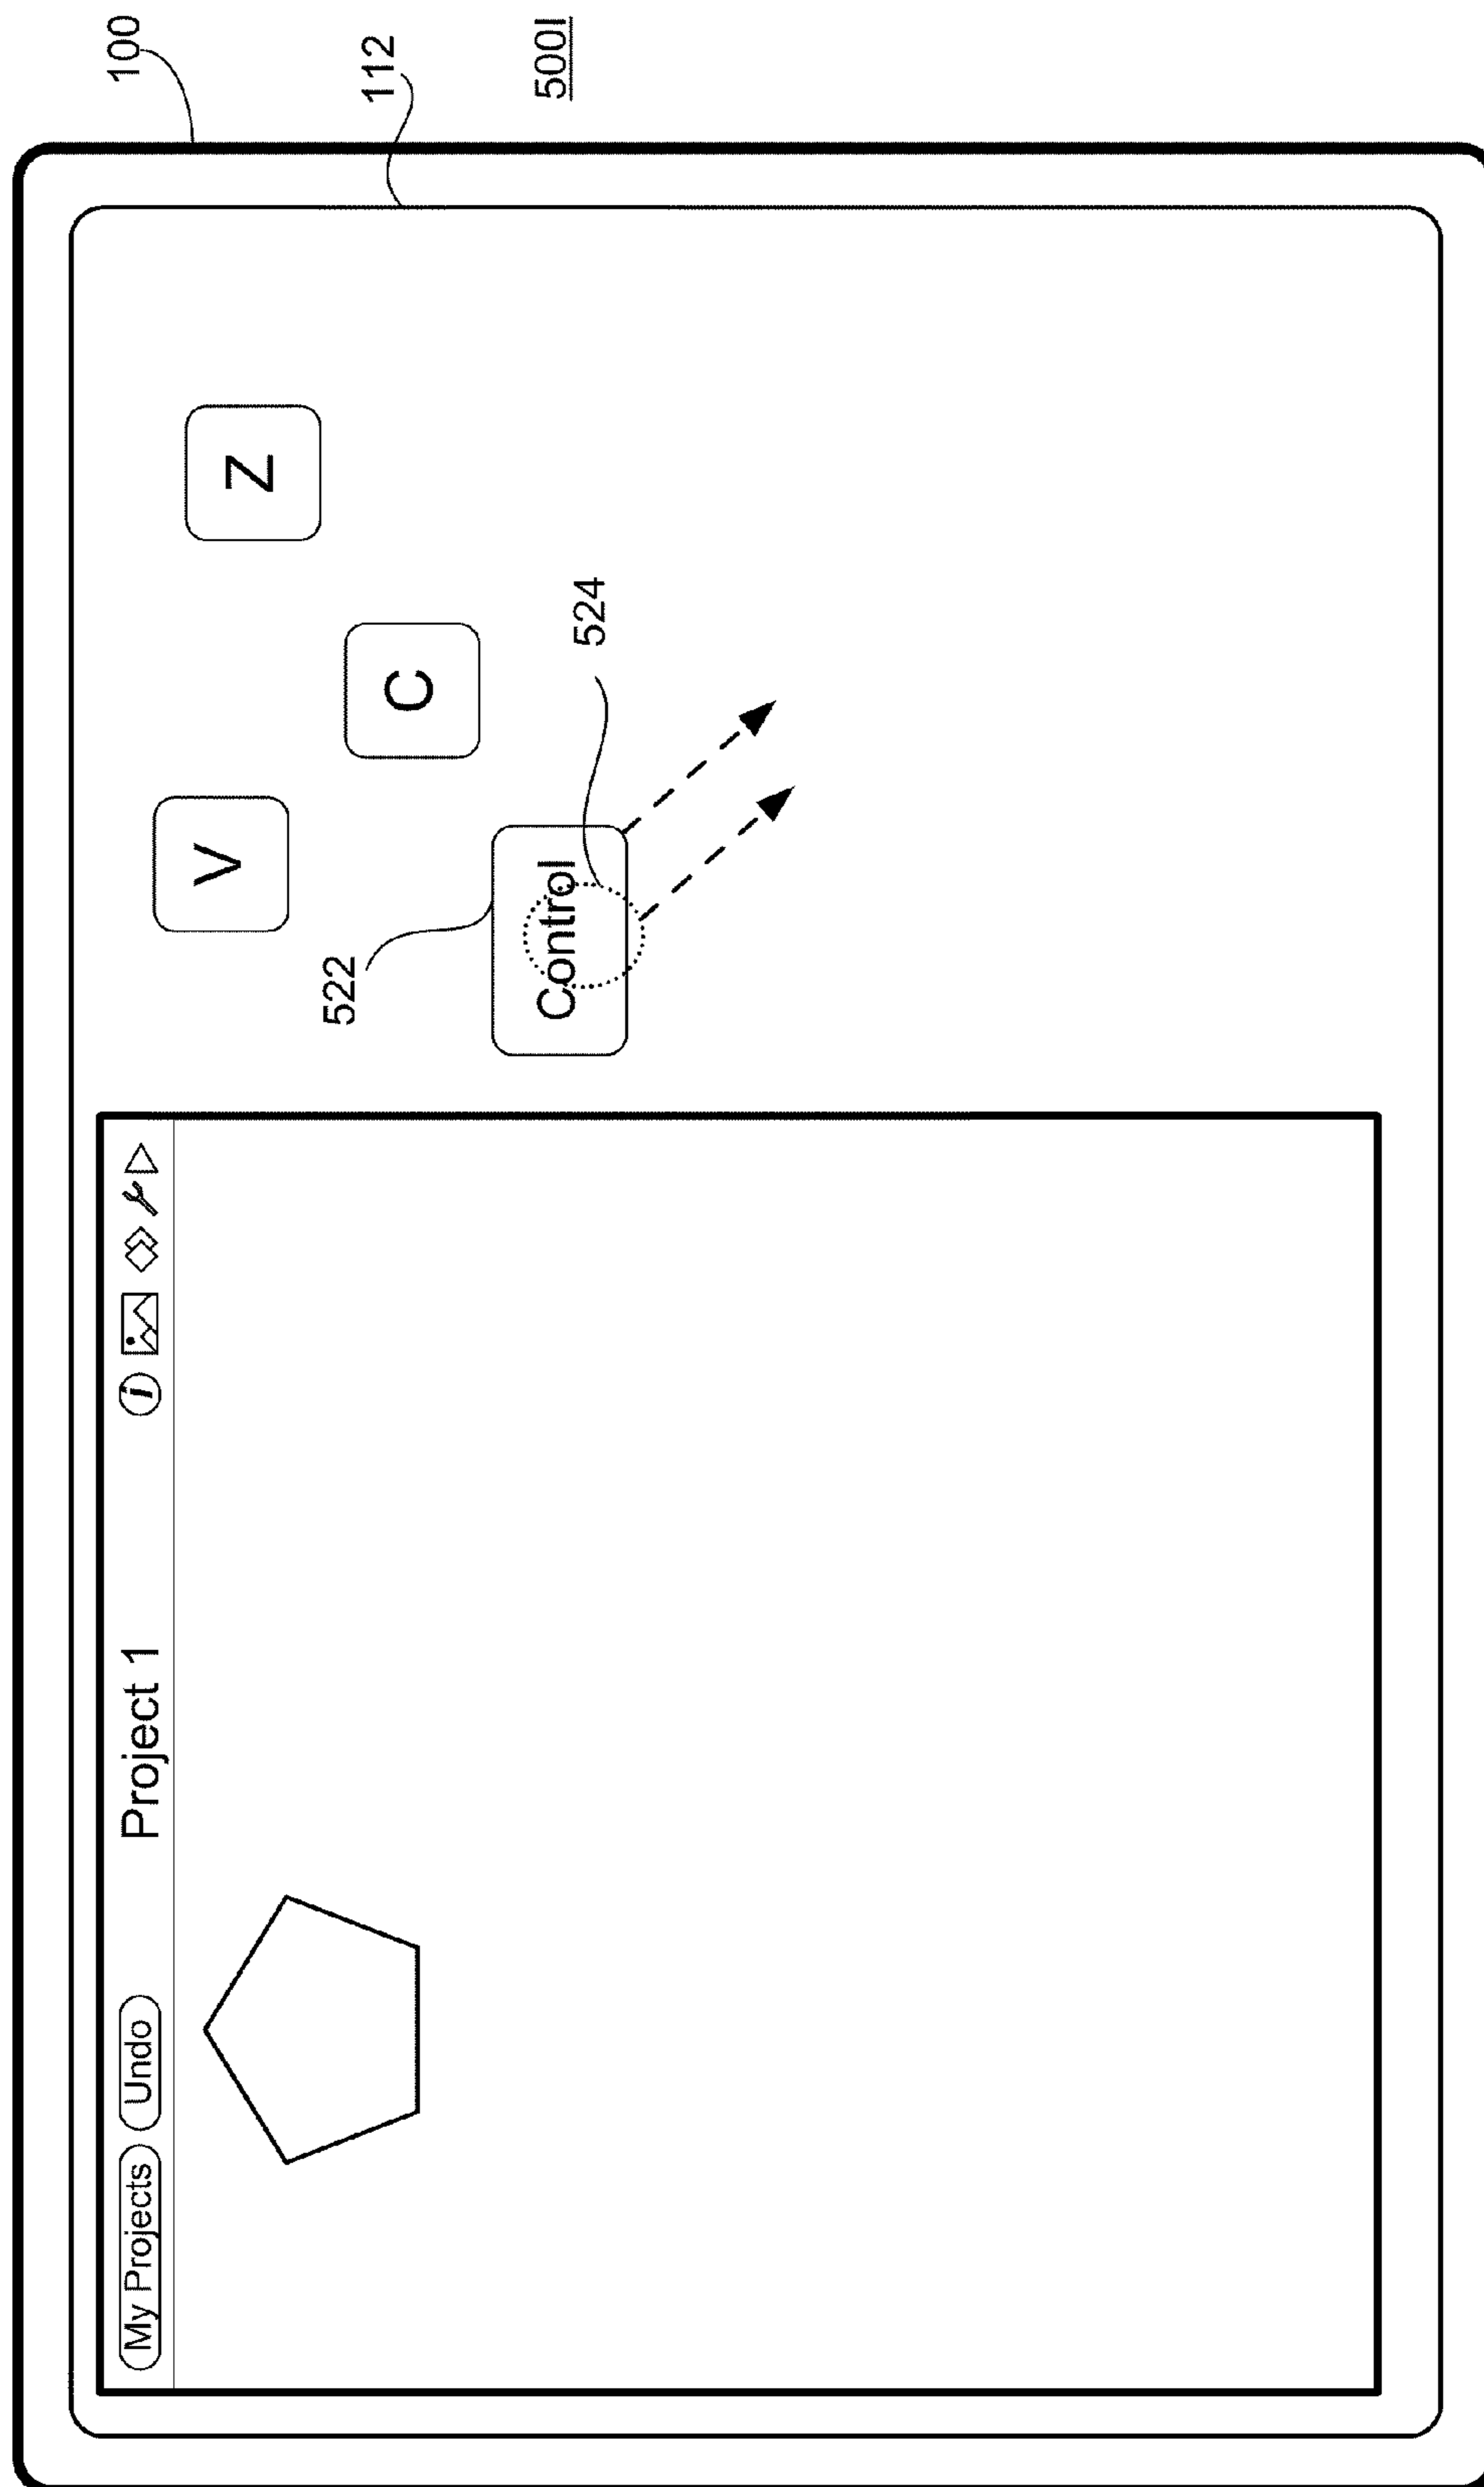 My Projects Undo Project 1 i
100
V
Z
522
112
C
Control
500I
524